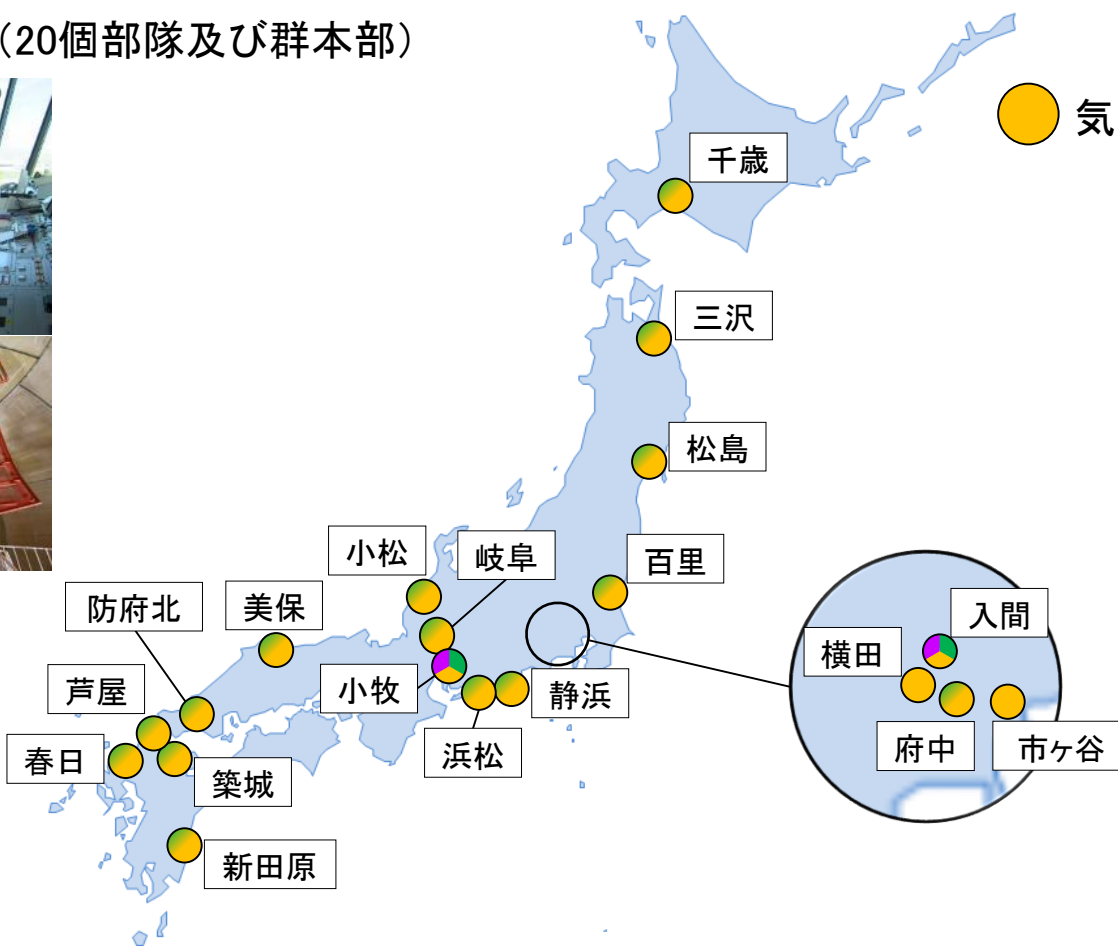 (20個部隊及び群本部)
気
千歳
三沢
松島
小松
岐阜
百里
防府北
美保
入間
横田
芦屋
小牧
静浜
春日
浜松
府中
市ヶ谷
築城
新田原